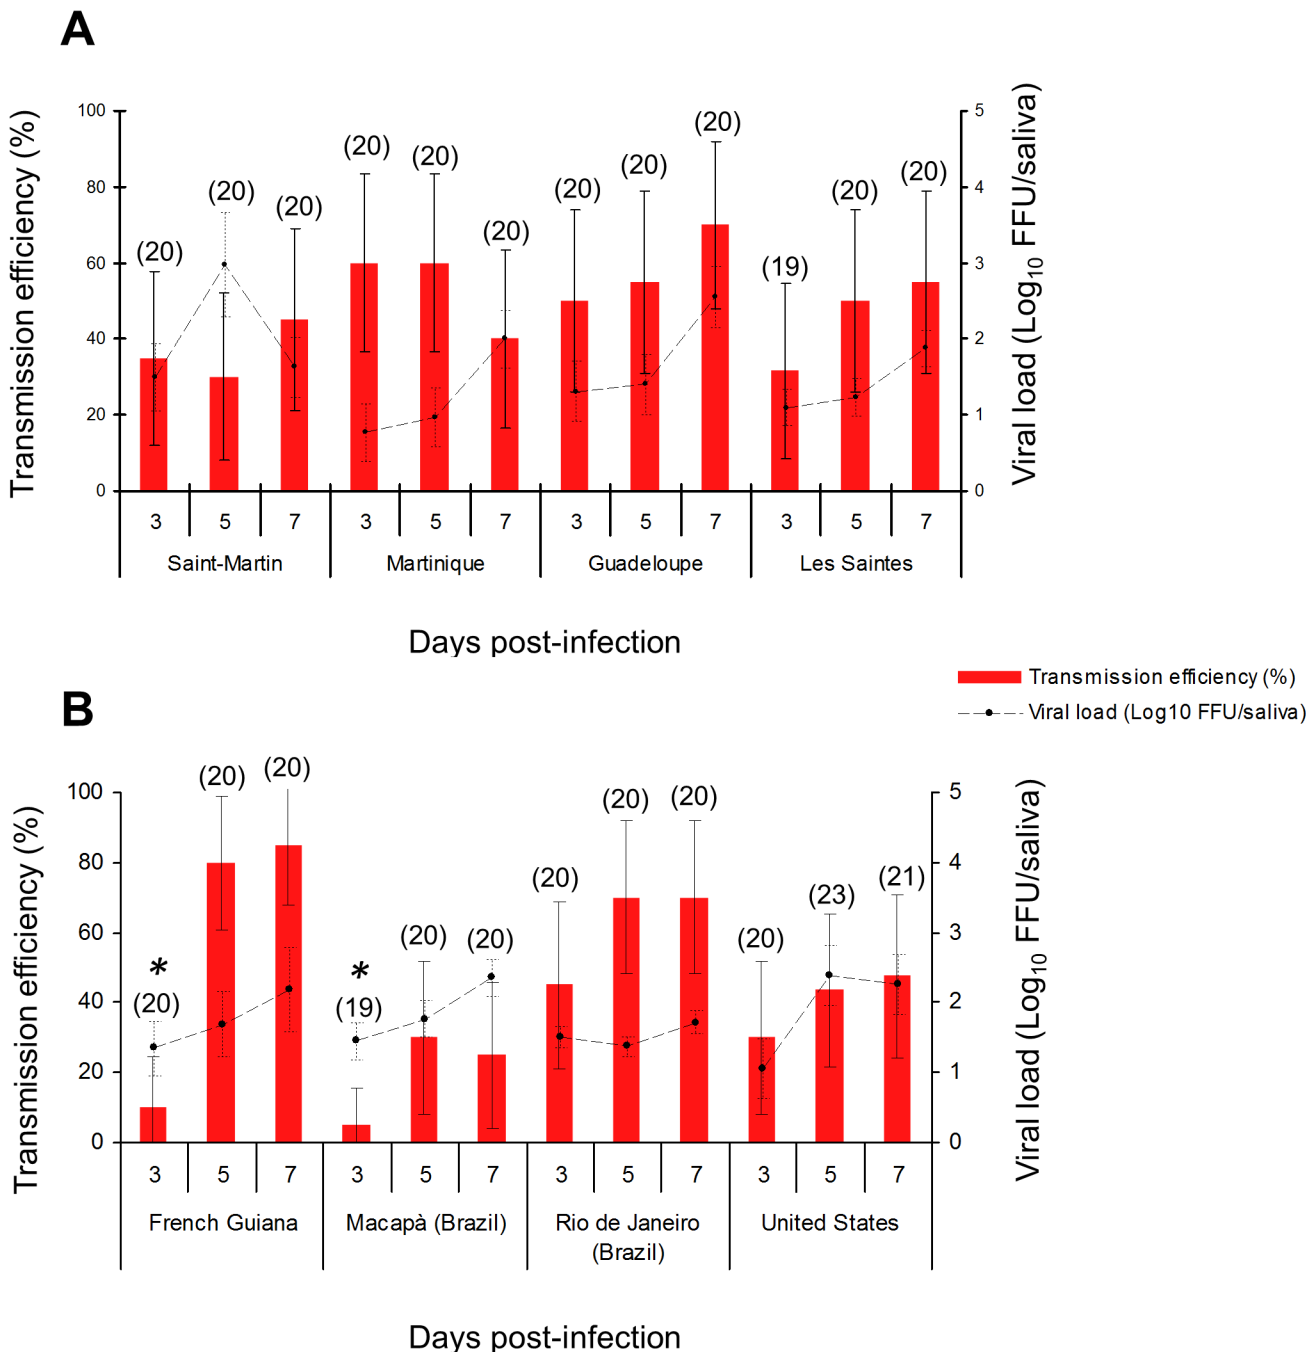 A
Transmission efficiency (%)
Viral load (Log10 FFU/saliva)
100 5
80 4
60 3
40 2
20 1
0 0
(20) (20) (20) (20) (20) (20) (20) (20) (20) (19) (20) (20)
3 5 7 3 5 7 3 5 7 3 5 7
Saint-Martin Martinique Guadeloupe Les Saintes
Days post-infection
Transmission efficiency (%)
Viral load (Log10 FFU/saliva)
B
Transmission efficiency (%)
Viral load (Log10 FFU/saliva)
100 5
80 4
60 3
40 2
20 1
0 0
* *
(20) (20) (20) (19) (20) (20) (20) (20) (20) (20) (23) (21)
3 5 7 3 5 7 3 5 7 3 5 7
French Guiana Macapà (Brazil) Rio de Janeiro United States
(Brazil)
Days post-infection